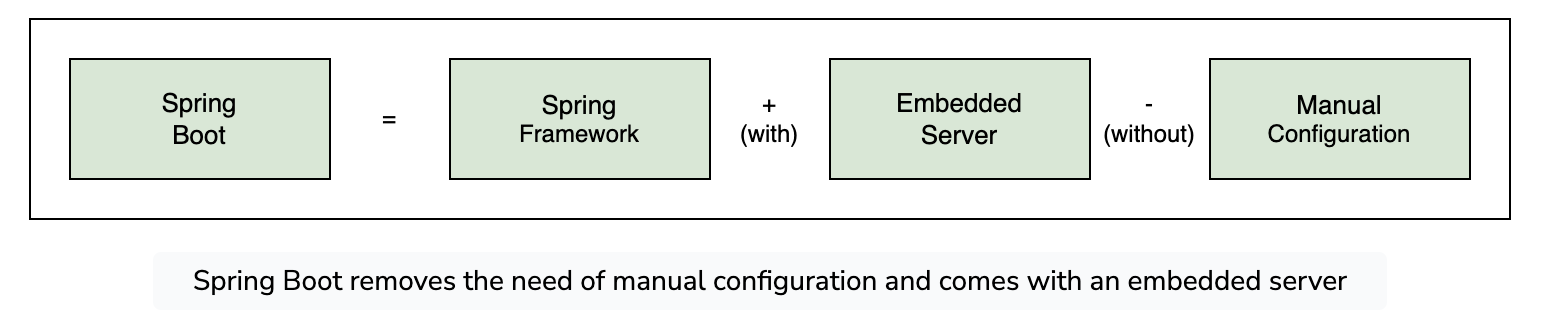 Spring
Boot
=
Spring
Framework
+
(with)
Embedded
Server
-
(without)
Manual
Configuration
Spring Boot removes the need of manual configuration and comes with an embedded server